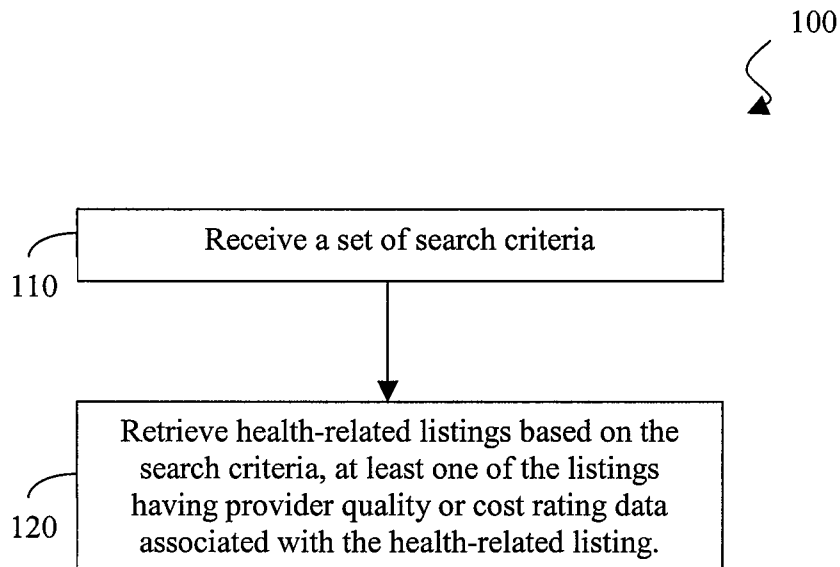 100
Receive a set of search criteria
110
Retrieve health-related listings based on the
search criteria, at least one of the listings
having provider quality or cost rating data
associated with the health-related listing.
120